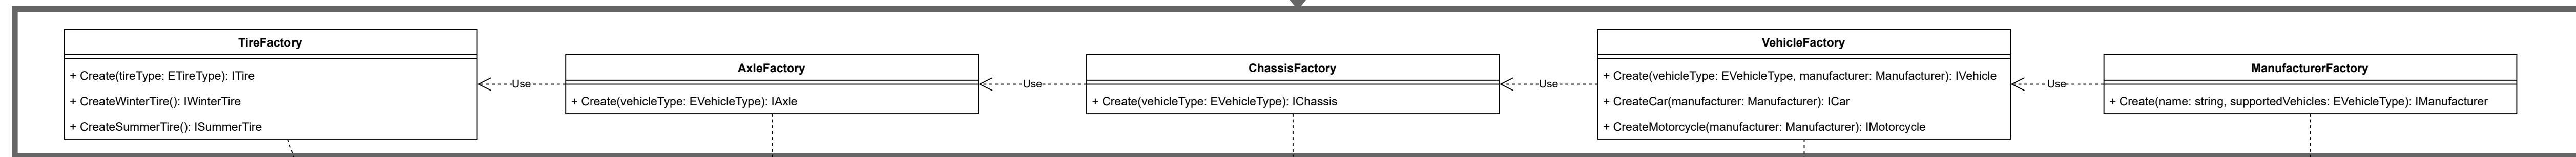 TireFactory
+ Create(tireType: ETireType): ITire
+ CreateWinterTire(): IWinterTire
+ CreateSummerTire(): ISummerTire
Use
AxleFactory
+ Create(vehicleType: EVehicleType): IAxle
Use
ChassisFactory
+ Create(vehicleType: EVehicleType): IChassis
Use
VehicleFactory
+ Create(vehicleType: EVehicleType, manufacturer: Manufacturer): IVehicle
+ CreateCar(manufacturer: Manufacturer): ICar
+ CreateMotorcycle(manufacturer: Manufacturer): IMotorcycle
Use
ManufacturerFactory
+ Create(name: string, supportedVehicles: EVehicleType): IManufacturer